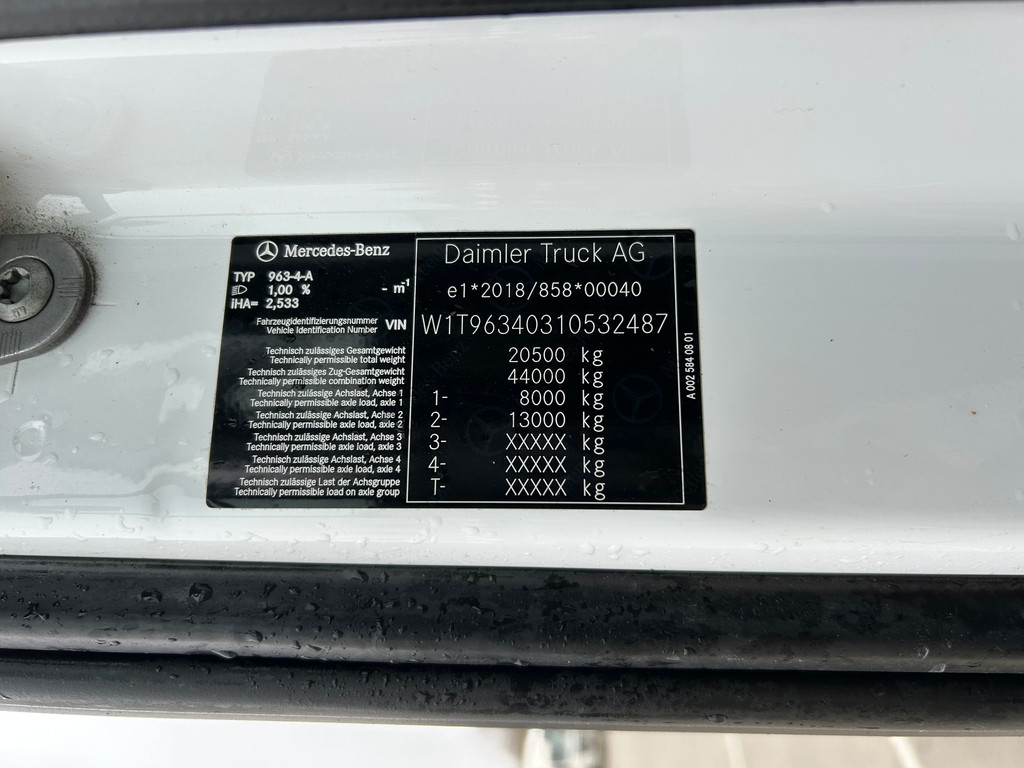 Mercedes-Benz
TYP 963-4-A
1,00 % - m⁻¹
iHA= 2,533
Fahrzeugidentifizierungsnummer
Vehicle Identification Number VIN
Technisch zulässiges Gesamtgewicht
Technically permissible total weight
Technisch zulässiges Zug-Gesamtgewicht
Technically permissible combination weight
Technisch zulässige Achslast, Achse 1
Technically permissible axle load, axle 1
Technisch zulässige Achslast, Achse 2
Technically permissible axle load, axle 2
Technisch zulässige Achslast, Achse 3
Technically permissible axle load, axle 3
Technisch zulässige Achslast, Achse 4
Technically permissible axle load, axle 4
Technisch zulässige Last der Achsgruppe
Technically permissible load on axle group
Daimler Truck AG
e1*2018/858*00040
W1T96340310532487
20500 kg
44000 kg
1- 8000 kg
2- 13000 kg
3- XXXXX kg
4- XXXXX kg
T- XXXXX kg
A 002 584 08 01